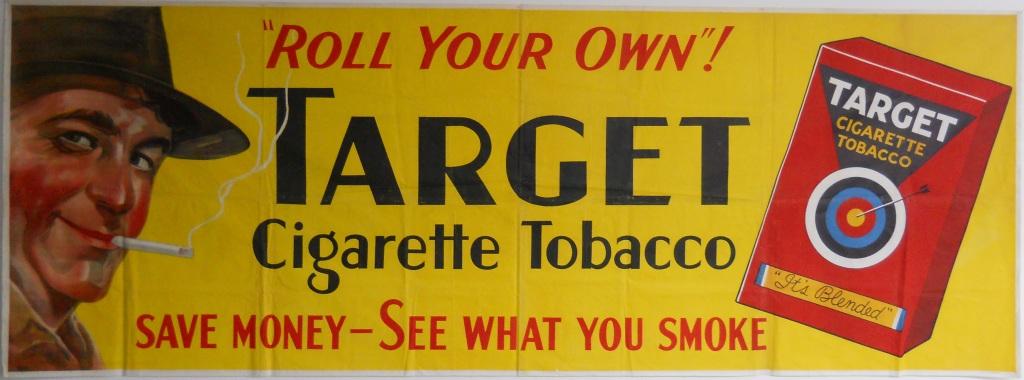 "ROLL YOUR OWN"!
TARGET
Cigarette Tobacco
SAVE MONEY—SEE WHAT YOU SMOKE
TARGET
CIGARETTE
TOBACCO
"It's Blended"